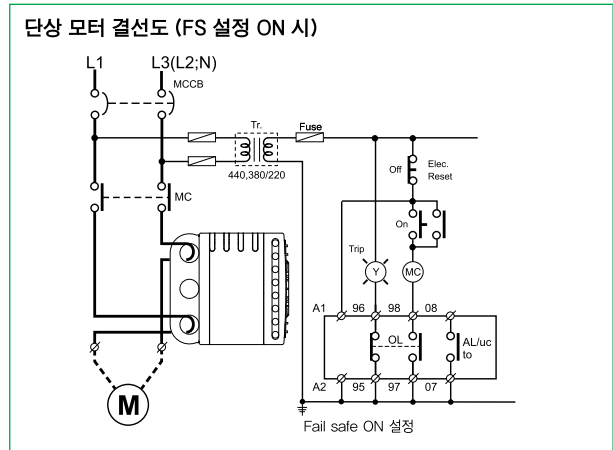 단상 모터 결선도 (FS 설정 ON 시)
L1 L3(L2;N)
MCCB
Tr. Fuse
440,380/220
Off Elec. Reset
MC
On
Trip
Y MC
A1 96 98 08
OL AL/uc to
A2 95 97 07
M
Fail safe ON 설정